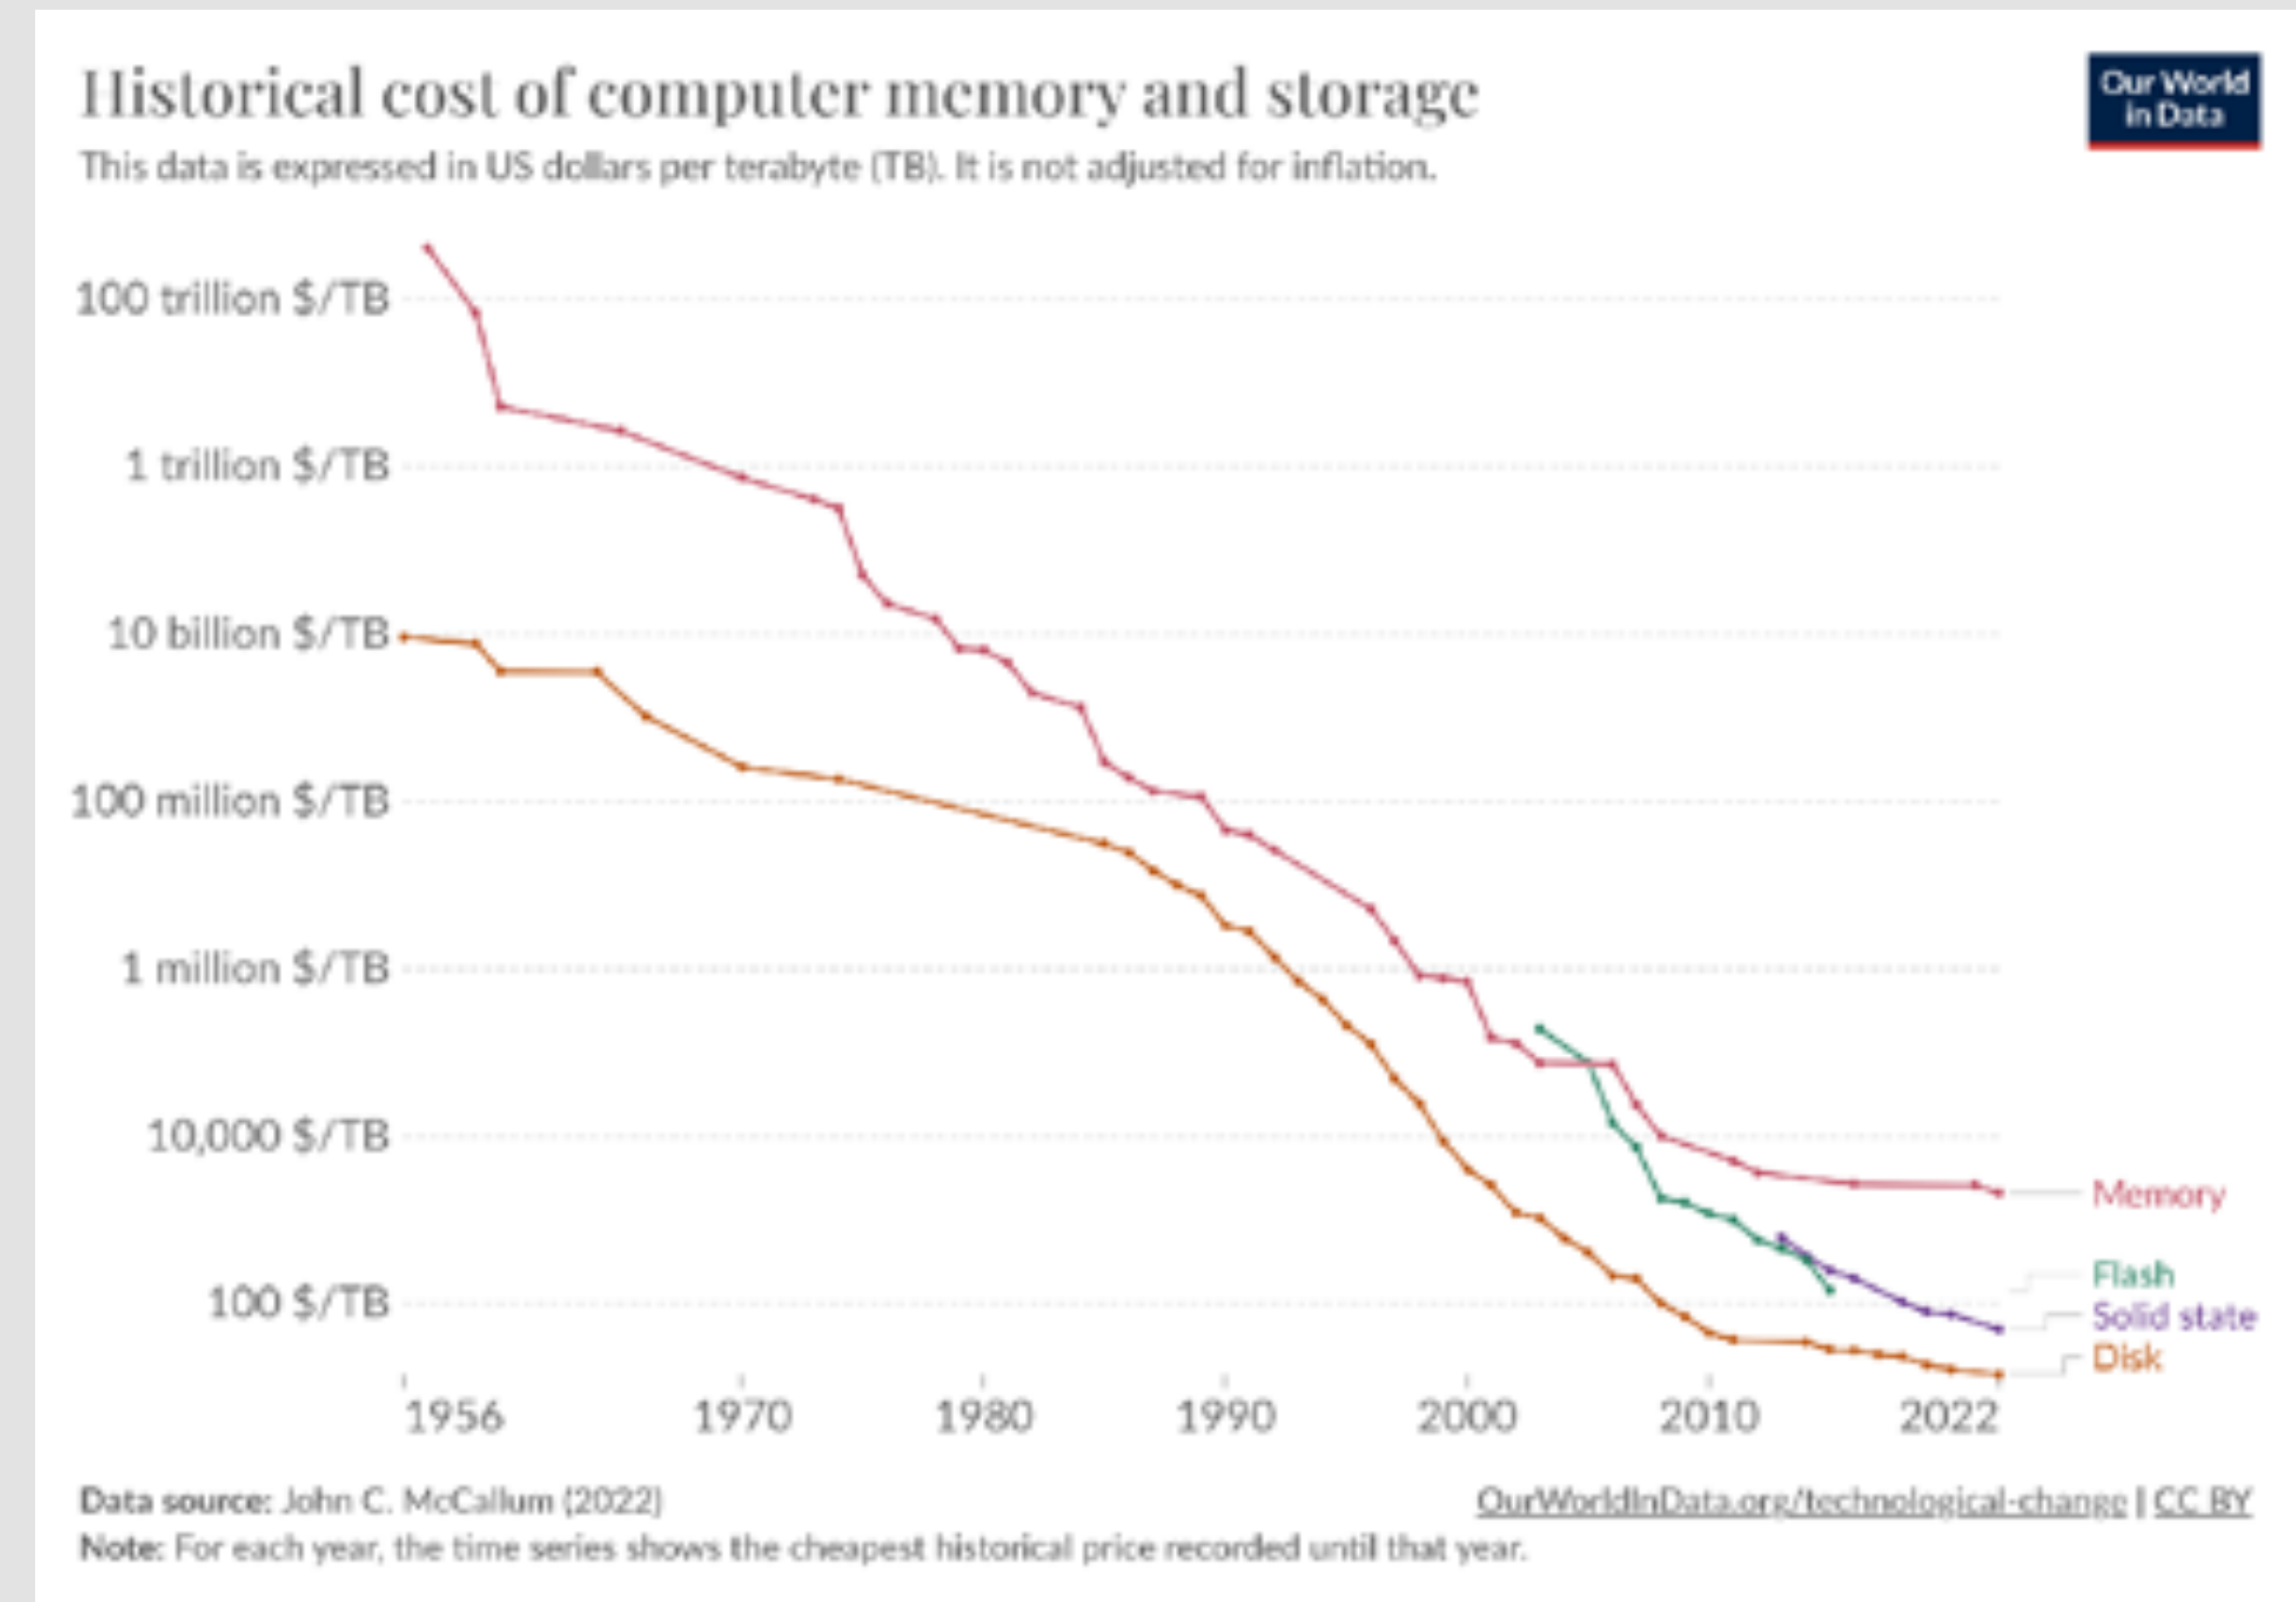 Historical cost of computer memory and storage
Our World
in Data
This data is expressed in US dollars per terabyte (TB). It is not adjusted for inflation.
100 trillion $/TB
1 trillion $/TB
10 billion $/TB
100 million $/TB
1 million $/TB
10,000 $/TB
Memory
Flash
100 $/TB
Solid state
Disk
1956 1970 1980 1990 2000 2010 2022
Data source: John C. McCallum (2022)
OurWorldInData.org/technological-change | CC BY
Note: For each year, the time series shows the cheapest historical price recorded until that year.